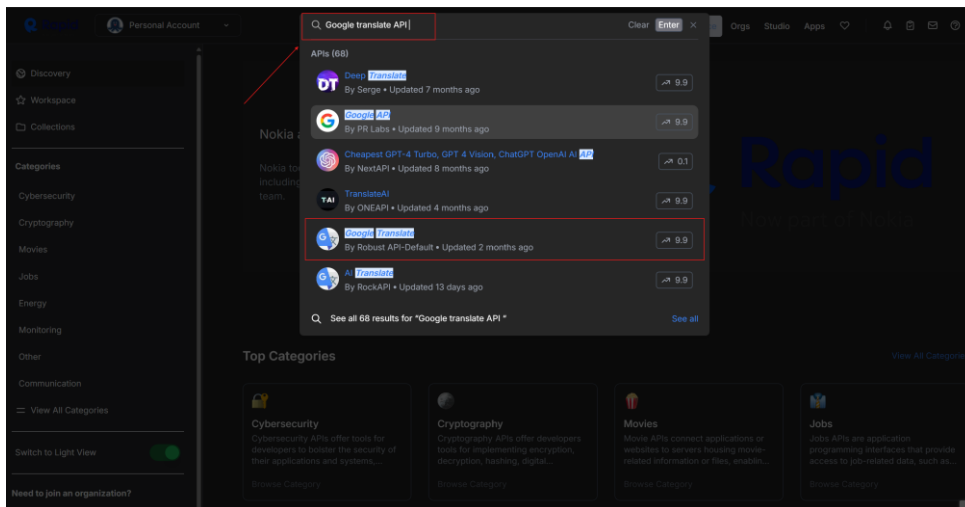 Personal Account
Google translate API
Clear
Enter
Orgs
Studio
Apps
APIs (68)
Deep Translate
By Serge • Updated 7 months ago
9.9
Google API
By PR Labs • Updated 9 months ago
9.9
Cheapest GPT-4 Turbo, GPT 4 Vision, ChatGPT OpenAI AI API
By NextAPI • Updated 8 months ago
0.1
TranslateAI
By ONEAPI • Updated 4 months ago
9.9
Google Translate
By Robust API-Default • Updated 2 months ago
9.9
AI Translate
By RockAPI • Updated 13 days ago
9.9
See all 68 results for "Google translate API "
See all
Discovery
Workspace
Collections
Categories
Cybersecurity
Cryptography
Movies
Jobs
Energy
Monitoring
Other
Communication
View All Categories
Switch to Light View
Need to join an organization?
Nokia
Nokia
including
team.
Rapid
Now part of Nokia
Top Categories
View All Categorie
Cybersecurity
Cybersecurity APIs offer tools for
developers to bolster the security of
their applications and systems,...
Browse Category
Cryptography
Cryptography APIs offer developers
tools for implementing encryption,
decryption, hashing, digital...
Browse Category
Movies
Movie APIs connect applications or
websites to servers housing movie-
related information or files, enablin...
Browse Category
Jobs
Jobs APIs are application
programming interfaces that provide
access to job-related data, such as...
Browse Category